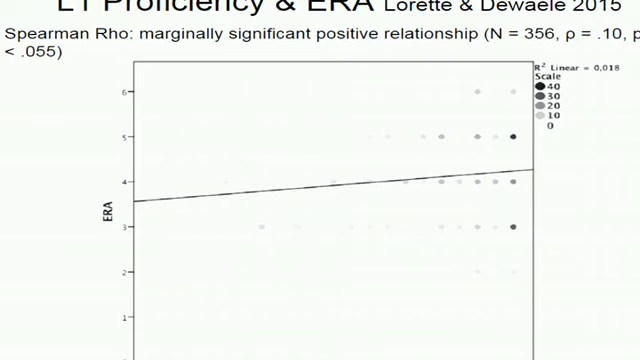 L1 Proficiency & ERA Lorette & Dewaele 2015
Spearman Rho: marginally significant positive relationship (N = 356, ρ = .10, p
< .055)
R² Linear = 0,018
Scale
40
30
20
10
0
6
5
4
ERA
3
2
1